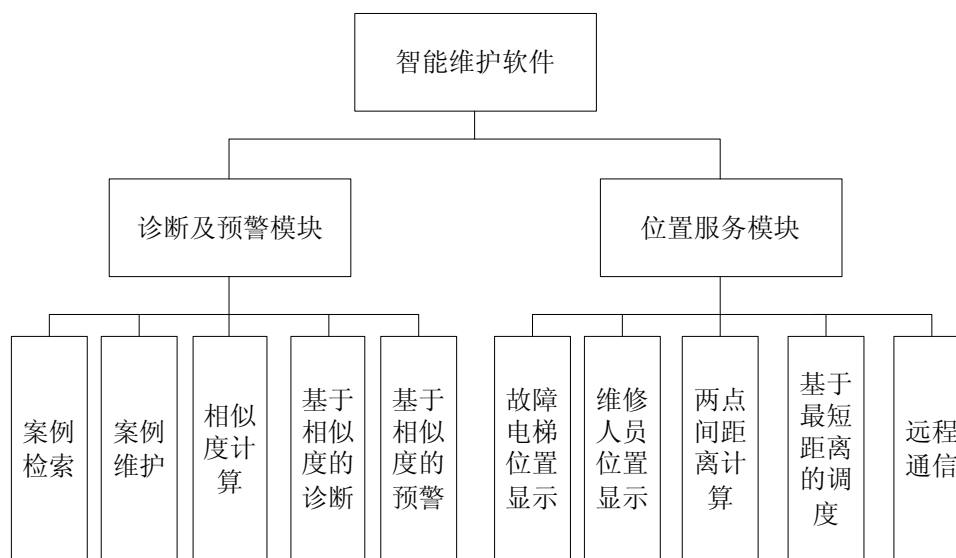 智能维护软件
诊断及预警模块
位置服务模块
案例
检索
案例
维护
相似
度计
算
基于
相似
度的
诊断
基于
相似
度的
预警
故障
电梯
位置
显示
维修
人员
位置
显示
两点
间距
离计
算
基于
最短
距离
的调
度
远程
通信